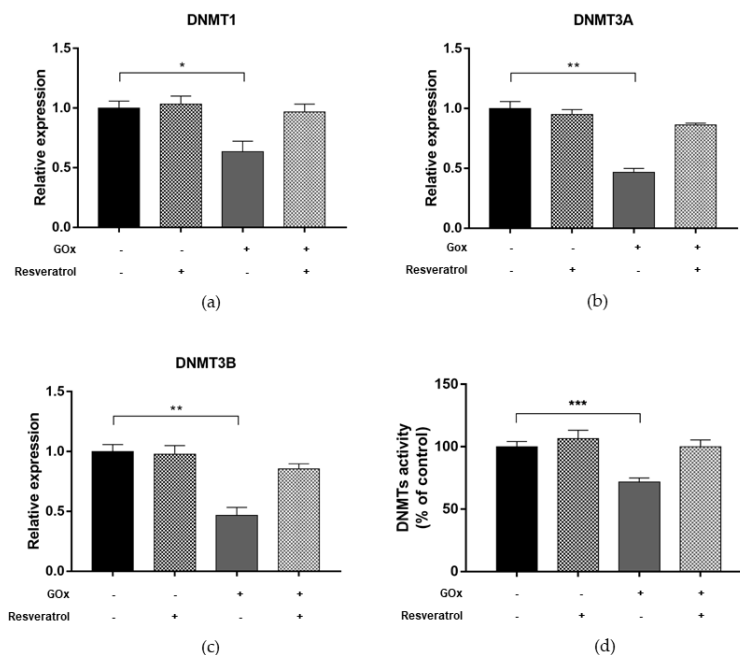 DNMT1
*
Relative expression
1.5
1.0
0.5
0.0
GOx - - + +
Resveratrol - + - +
(a)
DNMT3A
**
Relative expression
1.5
1.0
0.5
0.0
Gox - - + +
Resveratrol - + - +
(b)
DNMT3B
**
Relative expression
1.5
1.0
0.5
0.0
GOx - - + +
Resveratrol - + - +
(c)
***
DNMTs activity
(% of control)
150
100
50
0
GOx - - + +
Resveratrol - + - +
(d)